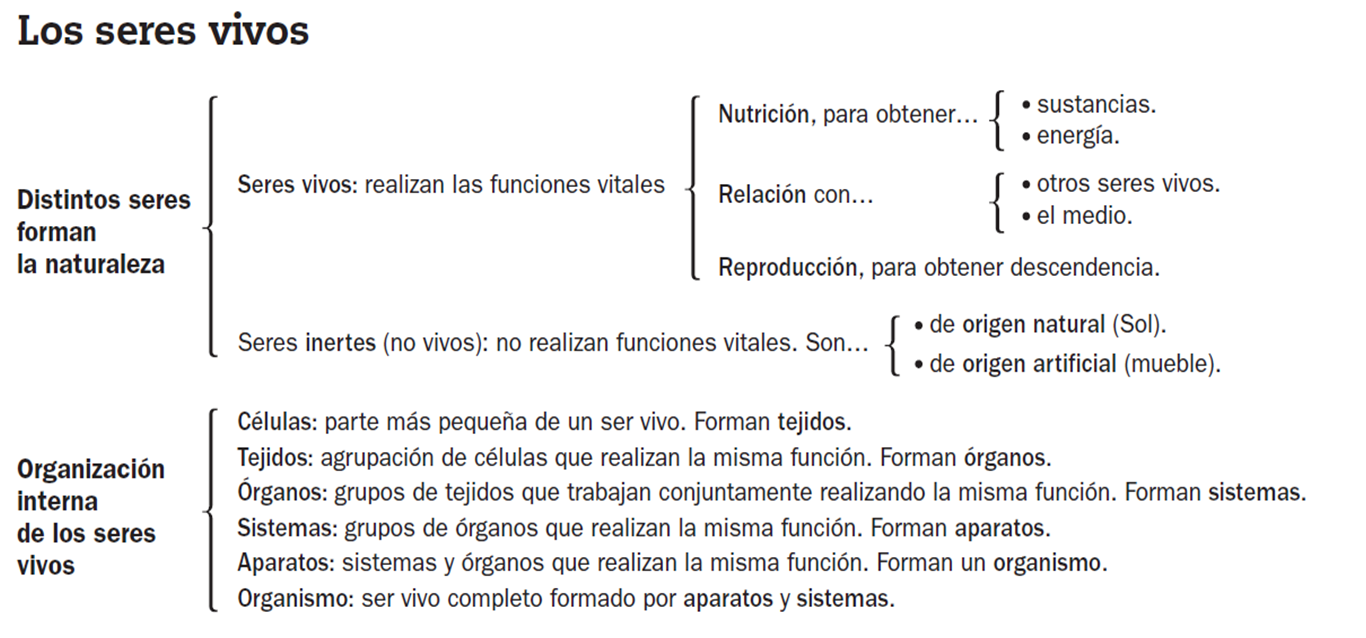 Los seres vivos
Distintos seres
forman
la naturaleza
Seres vivos: realizan las funciones vitales
Nutrición, para obtener...
• sustancias.
• energía.
Relación con...
• otros seres vivos.
• el medio.
Reproducción, para obtener descendencia.
Seres inertes (no vivos): no realizan funciones vitales. Son...
• de origen natural (Sol).
• de origen artificial (mueble).
Organización
interna
de los seres
vivos
Células: parte más pequeña de un ser vivo. Forman tejidos.
Tejidos: agrupación de células que realizan la misma función. Forman órganos.
Órganos: grupos de tejidos que trabajan conjuntamente realizando la misma función. Forman sistemas.
Sistemas: grupos de órganos que realizan la misma función. Forman aparatos.
Aparatos: sistemas y órganos que realizan la misma función. Forman un organismo.
Organismo: ser vivo completo formado por aparatos y sistemas.